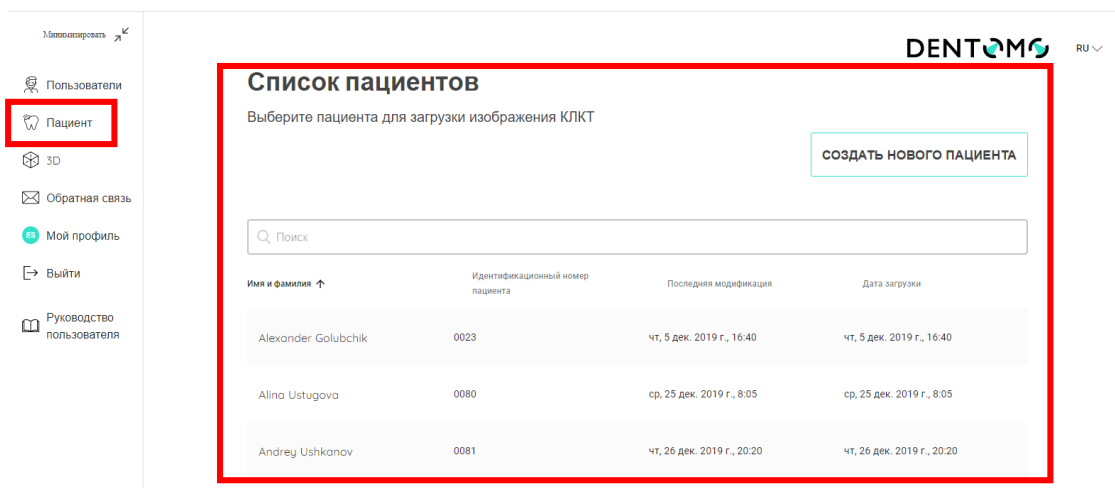 Минимизировать
DENTOMO
RU
Пользователи
Пациент
3D
Обратная связь
ES
Мой профиль
Выйти
Руководство
пользователя
Список пациентов
Выберите пациента для загрузки изображения КЛКТ
СОЗДАТЬ НОВОГО ПАЦИЕНТА
Поиск
Имя и фамилия Идентификационный номер пациента Последняя модификация Дата загрузки
Alexander Golubchik 0023 чт, 5 дек. 2019 г., 16:40 чт, 5 дек. 2019 г., 16:40
Alina Ustugova 0080 ср, 25 дек. 2019 г., 8:05 ср, 25 дек. 2019 г., 8:05
Andrey Ushkanov 0081 чт, 26 дек. 2019 г., 20:20 чт, 26 дек. 2019 г., 20:20